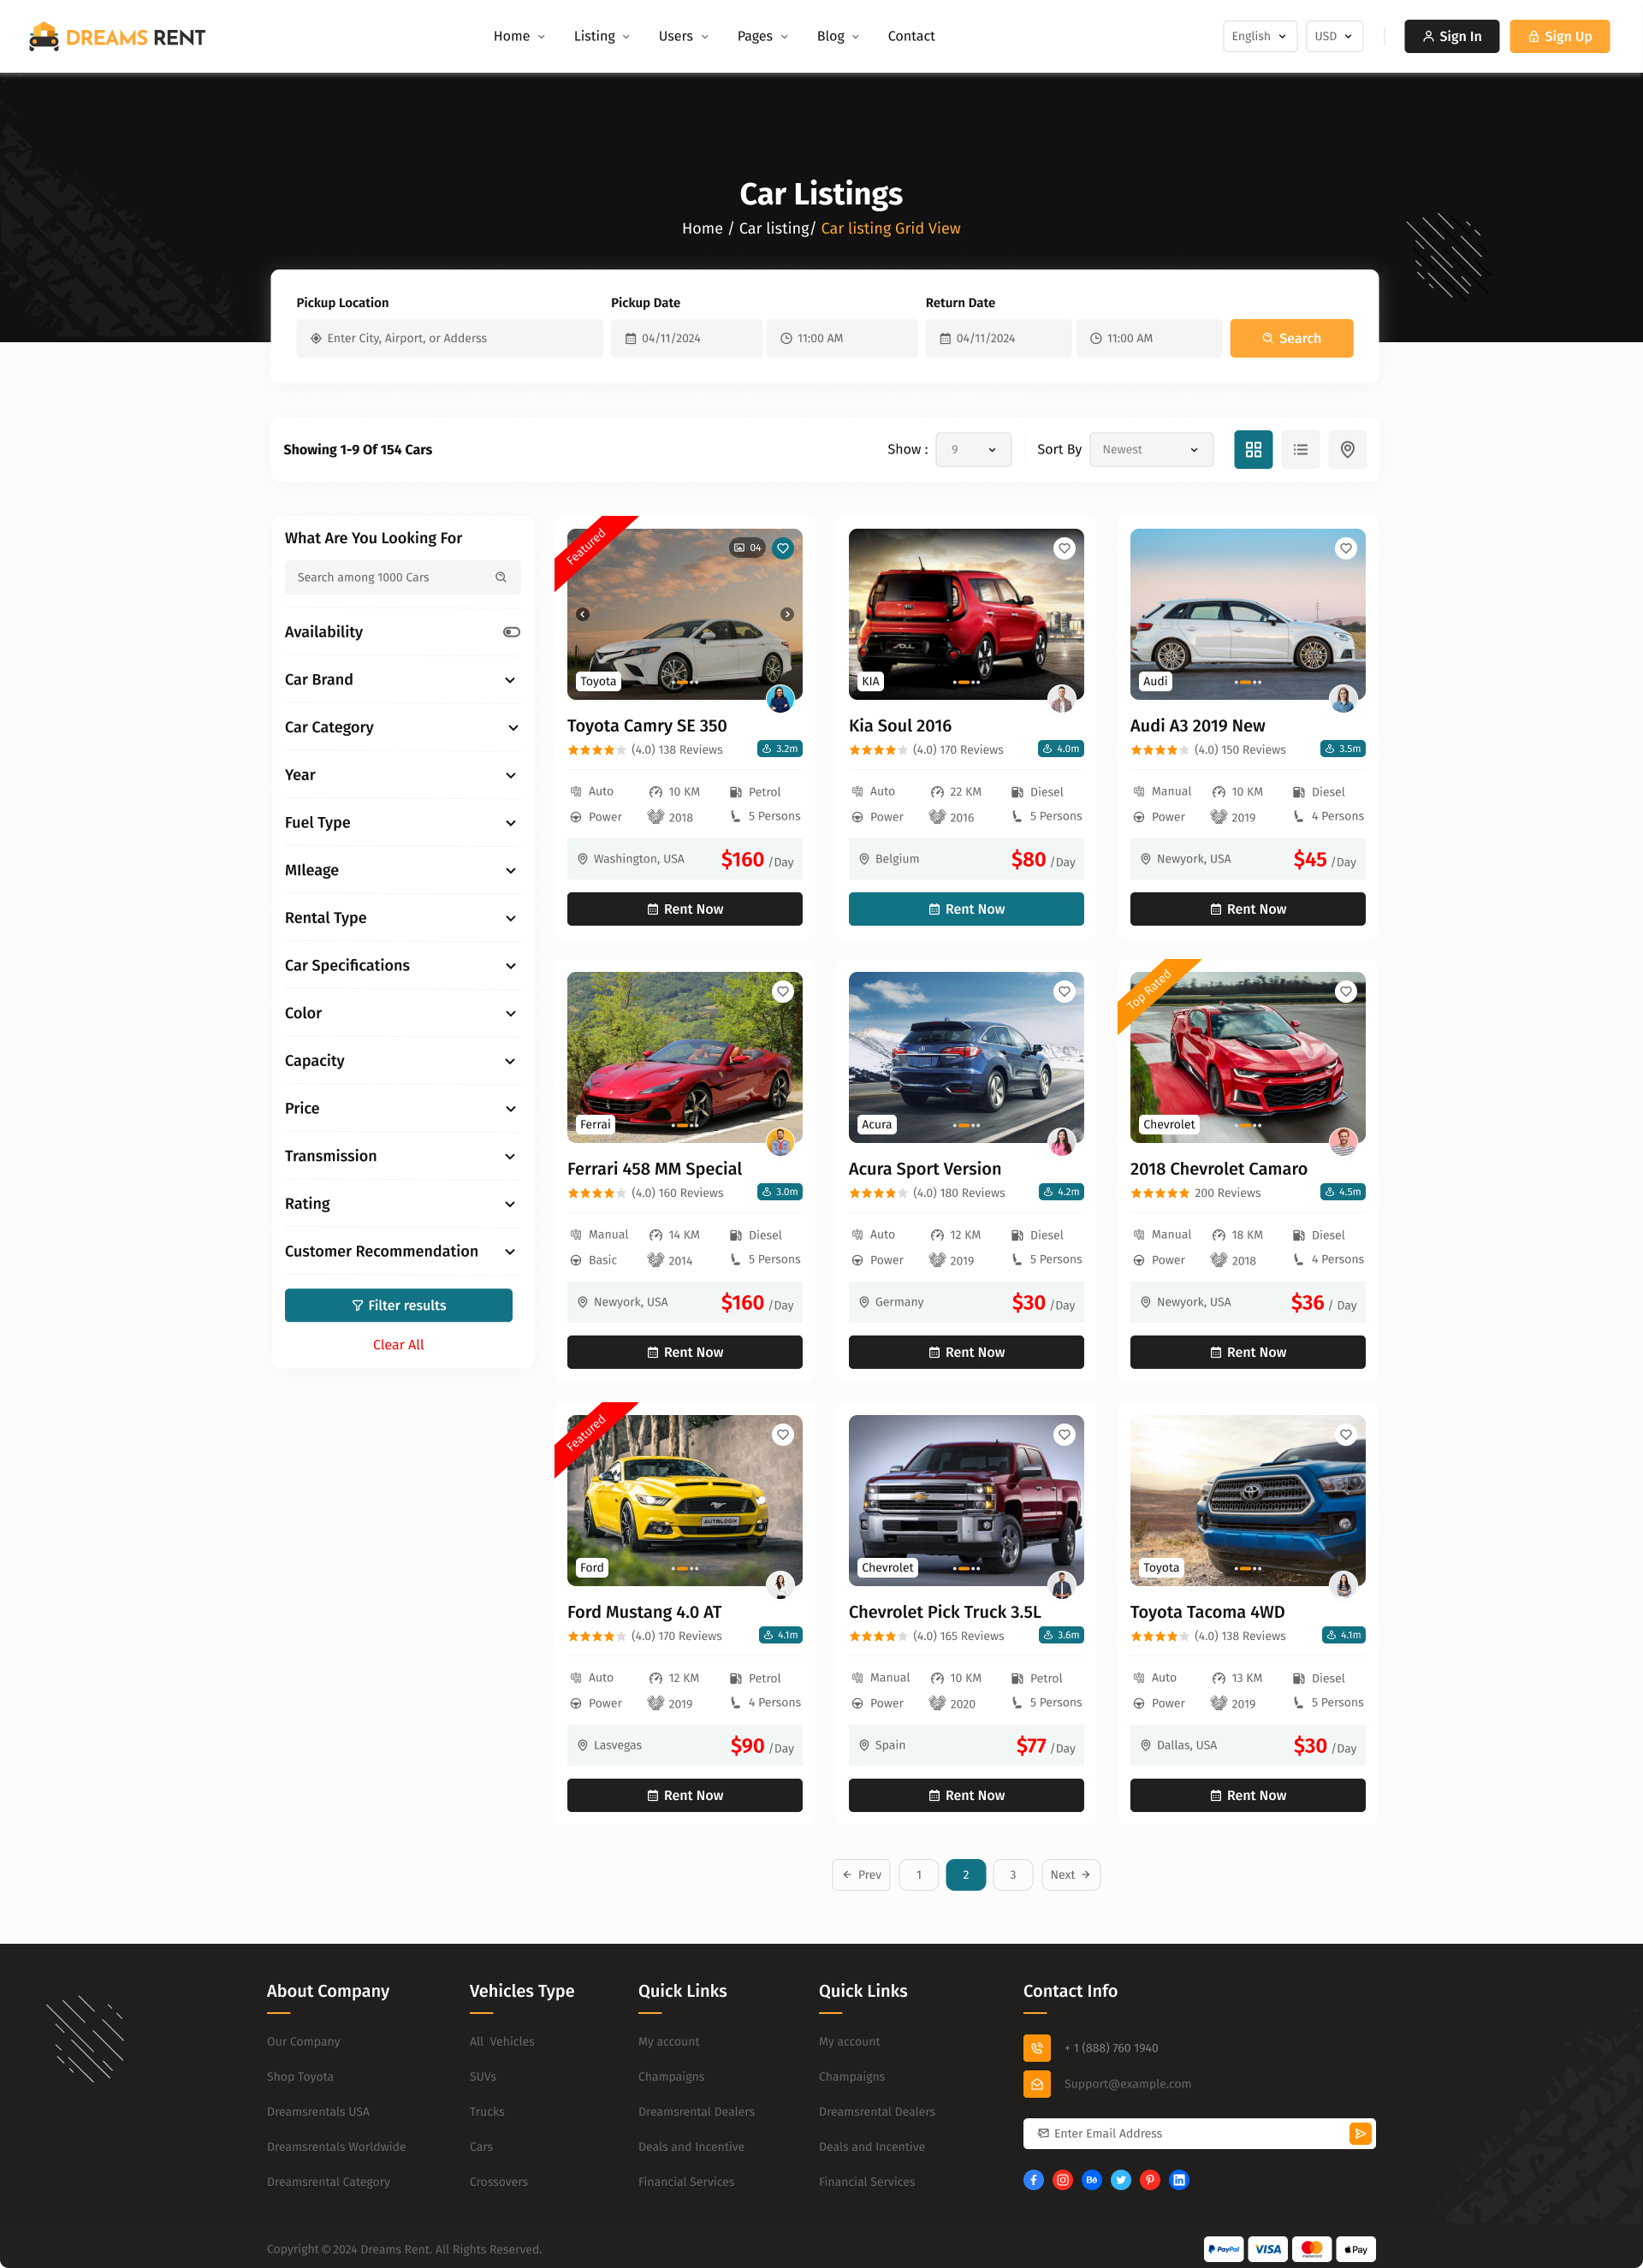 DREAMS RENT
Home Listing Users Pages Blog Contact
English USD Sign In Sign Up
Car Listings
Home / Car listing/ Car listing Grid View
Pickup Location Pickup Date Return Date
Enter City, Airport, or Adderss 04/11/2024 11:00 AM 04/11/2024 11:00 AM Search
Showing 1-9 Of 154 Cars Show : 9 Sort By Newest
What Are You Looking For
Search among 1000 Cars
Availability
Car Brand
Car Category
Year
Fuel Type
MIleage
Rental Type
Car Specifications
Color
Capacity
Price
Transmission
Rating
Customer Recommendation
Filter results
Clear All
Featured
04
Toyota
Toyota Camry SE 350
(4.0) 138 Reviews 3.2m
Auto 10 KM Petrol
Power 2018 5 Persons
Washington, USA $160 /Day
Rent Now
KIA
Kia Soul 2016
(4.0) 170 Reviews 4.0m
Auto 22 KM Diesel
Power 2016 5 Persons
Belgium $80 /Day
Rent Now
Audi
Audi A3 2019 New
(4.0) 150 Reviews 3.5m
Manual 10 KM Diesel
Power 2019 4 Persons
Newyork, USA $45 /Day
Rent Now
Ferrai
Ferrari 458 MM Special
(4.0) 160 Reviews 3.0m
Manual 14 KM Diesel
Basic 2014 5 Persons
Newyork, USA $160 /Day
Rent Now
Acura
Acura Sport Version
(4.0) 180 Reviews 4.2m
Auto 12 KM Diesel
Power 2019 5 Persons
Germany $30 /Day
Rent Now
Top Rated
Chevrolet
2018 Chevrolet Camaro
200 Reviews 4.5m
Manual 18 KM Diesel
Power 2018 4 Persons
Newyork, USA $36 / Day
Rent Now
Featured
AUTOLOGIX
Ford
Ford Mustang 4.0 AT
(4.0) 170 Reviews 4.1m
Auto 12 KM Petrol
Power 2019 4 Persons
Lasvegas $90 /Day
Rent Now
Chevrolet
Chevrolet Pick Truck 3.5L
(4.0) 165 Reviews 3.6m
Manual 10 KM Petrol
Power 2020 5 Persons
Spain $77 /Day
Rent Now
Toyota
Toyota Tacoma 4WD
(4.0) 138 Reviews 4.1m
Auto 13 KM Diesel
Power 2019 5 Persons
Dallas, USA $30 /Day
Rent Now
Prev 1 2 3 Next
About Company
Our Company
Shop Toyota
Dreamsrentals USA
Dreamsrentals Worldwide
Dreamsrental Category
Vehicles Type
All Vehicles
SUVs
Trucks
Cars
Crossovers
Quick Links
My account
Champaigns
Dreamsrental Dealers
Deals and Incentive
Financial Services
Quick Links
My account
Champaigns
Dreamsrental Dealers
Deals and Incentive
Financial Services
Contact Info
+ 1 (888) 760 1940
Support@example.com
Enter Email Address
Bē
Copyright © 2024 Dreams Rent. All Rights Reserved.
PayPal VISA mastercard Pay